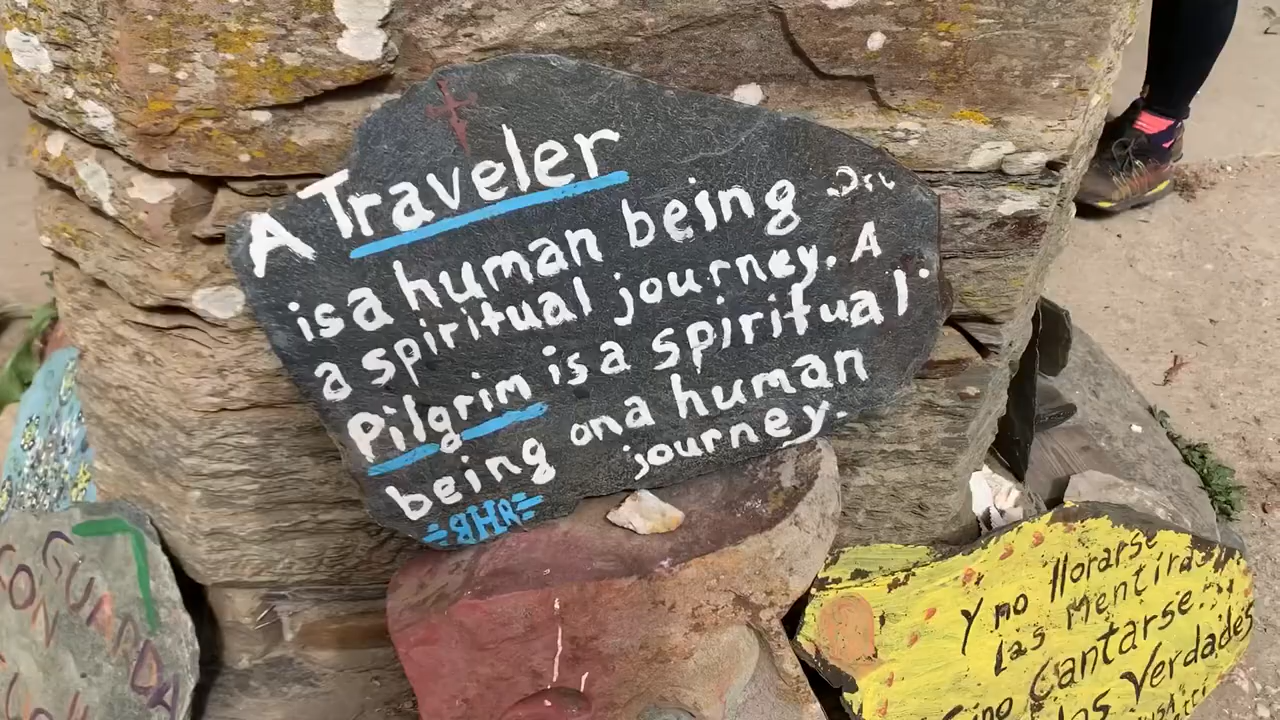 A Traveler
is a human being on
a spiritual journey. A
Pilgrim is a spiritual
being on a human
journey.
BHR
Y no llorarse
las mentiras
sino Cantarse
las Verdades